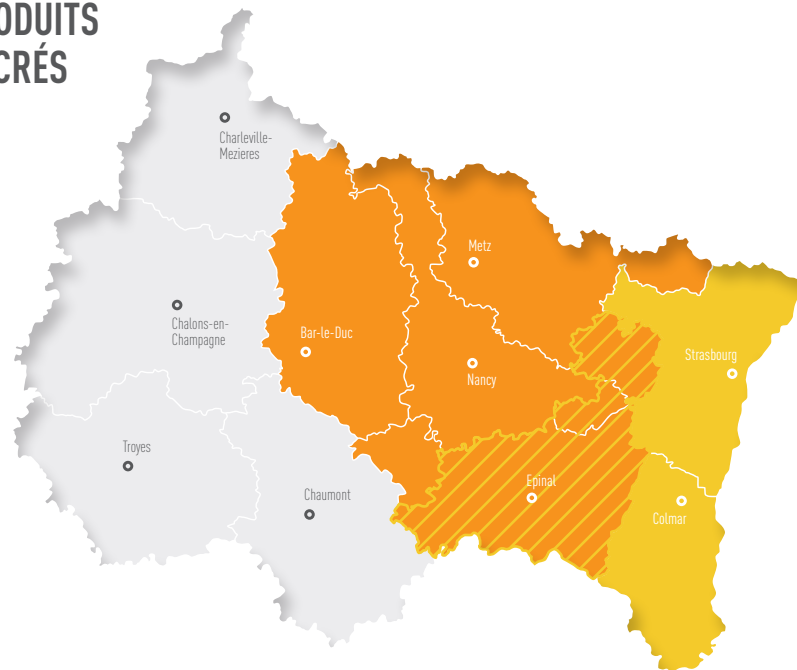 ODUITS
CRÉS
Charleville-
Mezieres
Metz
Chalons-en-
Champagne
Bar-le-Duc
Strasbourg
Nancy
Troyes
Epinal
Chaumont
Colmar